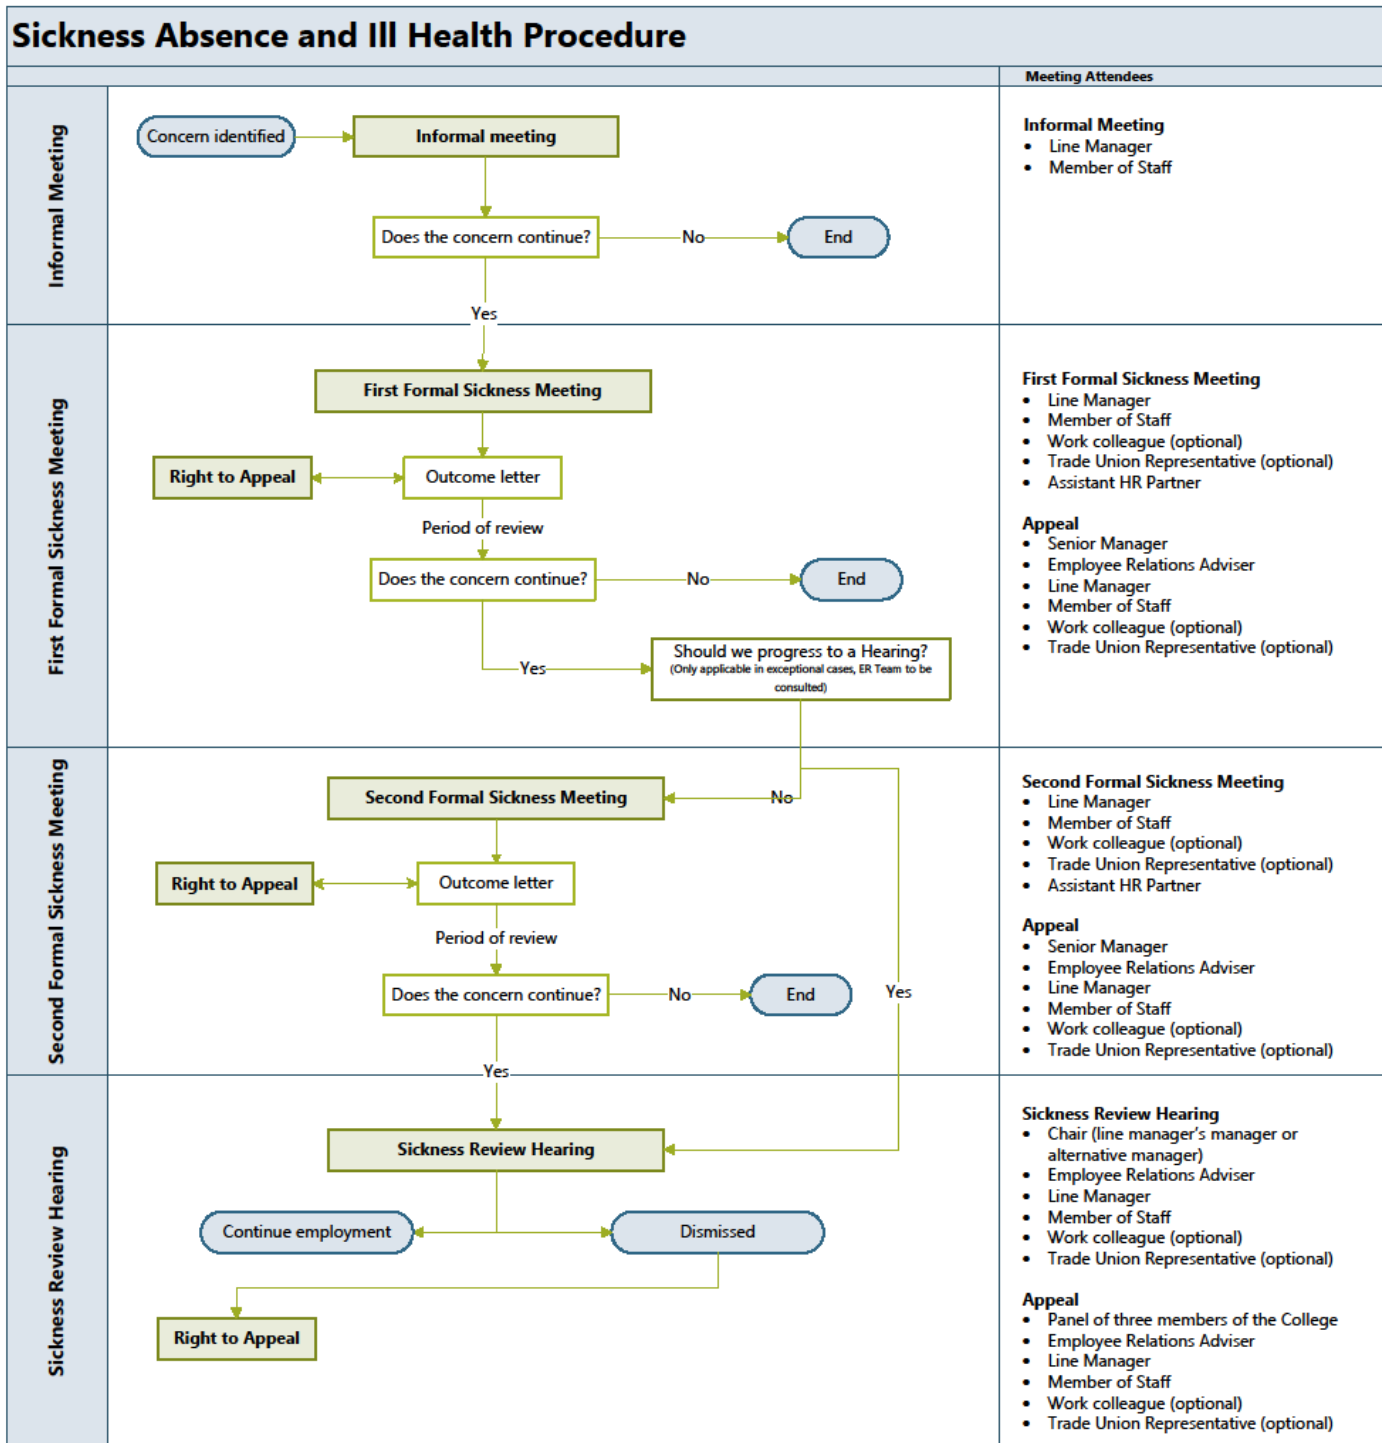 Sickness Absence and Ill Health Procedure
Meeting Attendees
Informal Meeting
Concern identified
Informal meeting
Does the concern continue?
No
End
Yes
Informal Meeting
• Line Manager
• Member of Staff
First Formal Sickness Meeting
First Formal Sickness Meeting
Right to Appeal
Outcome letter
Period of review
Does the concern continue?
No
End
Yes
Should we progress to a Hearing?
(Only applicable in exceptional cases, ER Team to be
consulted)
First Formal Sickness Meeting
• Line Manager
• Member of Staff
• Work colleague (optional)
• Trade Union Representative (optional)
• Assistant HR Partner
Appeal
• Senior Manager
• Employee Relations Adviser
• Line Manager
• Member of Staff
• Work colleague (optional)
• Trade Union Representative (optional)
Second Formal Sickness Meeting
Second Formal Sickness Meeting
No
Right to Appeal
Outcome letter
Period of review
Does the concern continue?
No
End
Yes
Yes
Second Formal Sickness Meeting
• Line Manager
• Member of Staff
• Work colleague (optional)
• Trade Union Representative (optional)
• Assistant HR Partner
Appeal
• Senior Manager
• Employee Relations Adviser
• Line Manager
• Member of Staff
• Work colleague (optional)
• Trade Union Representative (optional)
Sickness Review Hearing
Sickness Review Hearing
Continue employment
Dismissed
Right to Appeal
Sickness Review Hearing
• Chair (line manager's manager or
alternative manager)
• Employee Relations Adviser
• Line Manager
• Member of Staff
• Work colleague (optional)
• Trade Union Representative (optional)
Appeal
• Panel of three members of the College
• Employee Relations Adviser
• Line Manager
• Member of Staff
• Work colleague (optional)
• Trade Union Representative (optional)